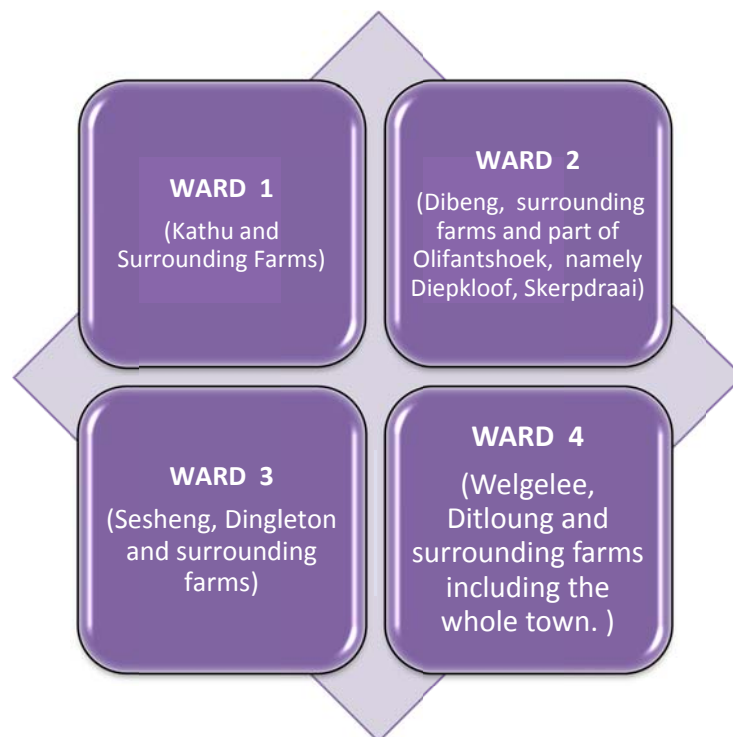 WARD 1
(Kathu and
Surrounding Farms)
WARD 2
(Dibeng, surrounding
farms and part of
Olifantshoek, namely
Diepkloof, Skerpdraai)
WARD 3
(Sesheng, Dingleton
and surrounding
farms)
WARD 4
(Welgelee,
Ditloung and
surrounding farms
including the
whole town. )